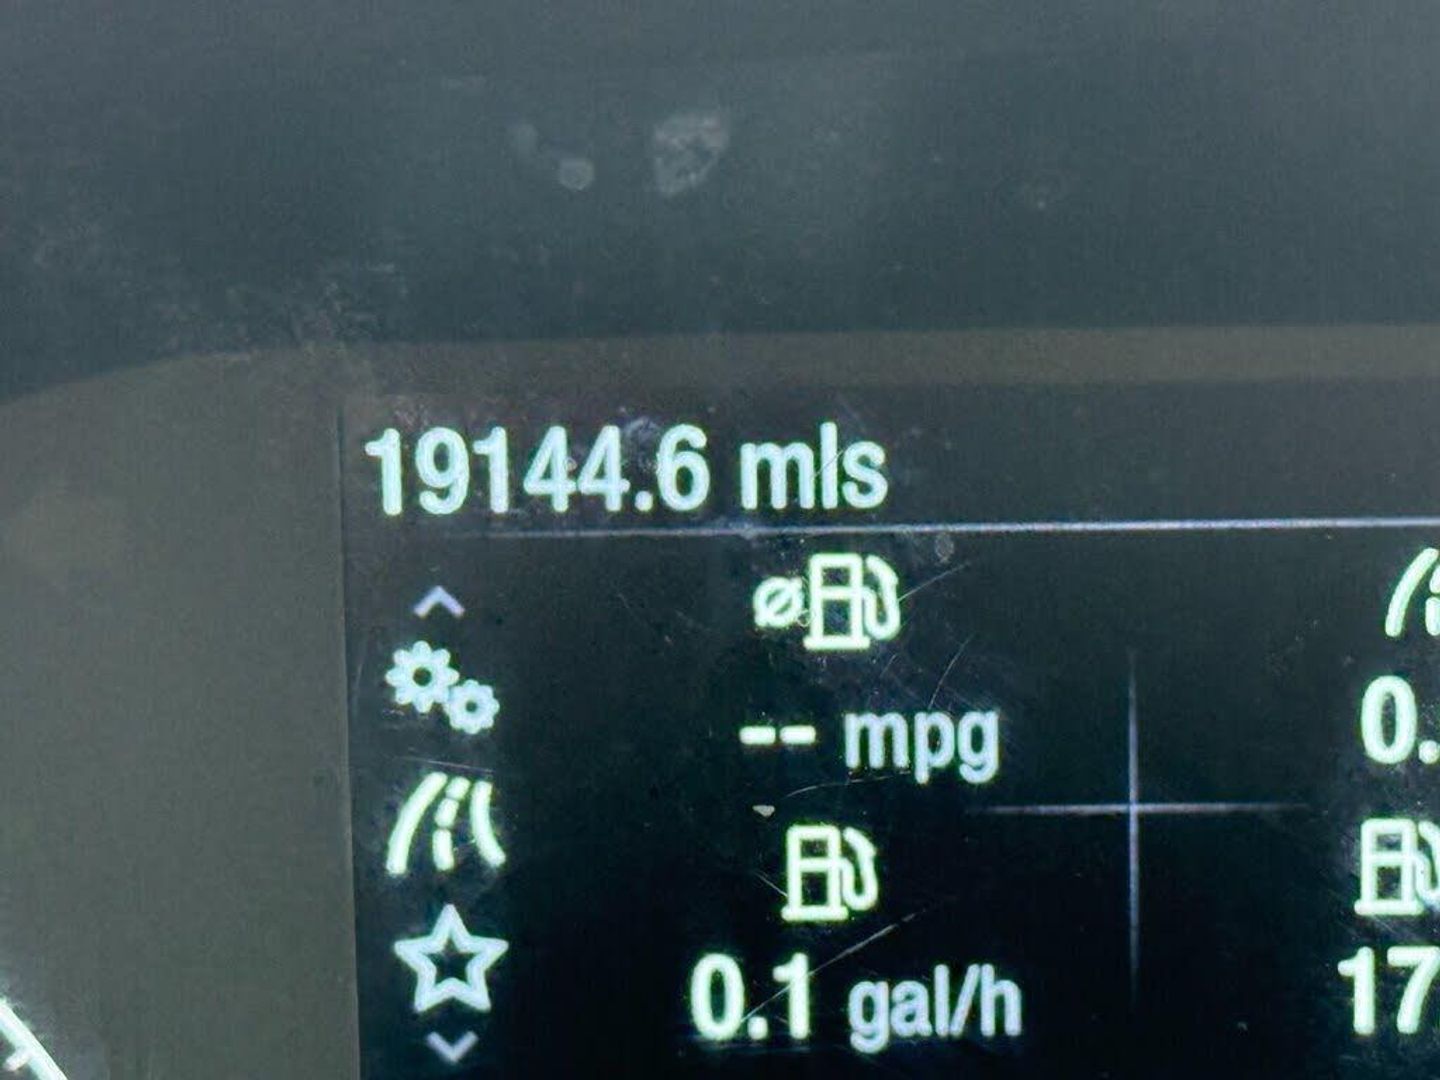 19144.6 mls
-- mpg
0.
0.1 gal/h
17